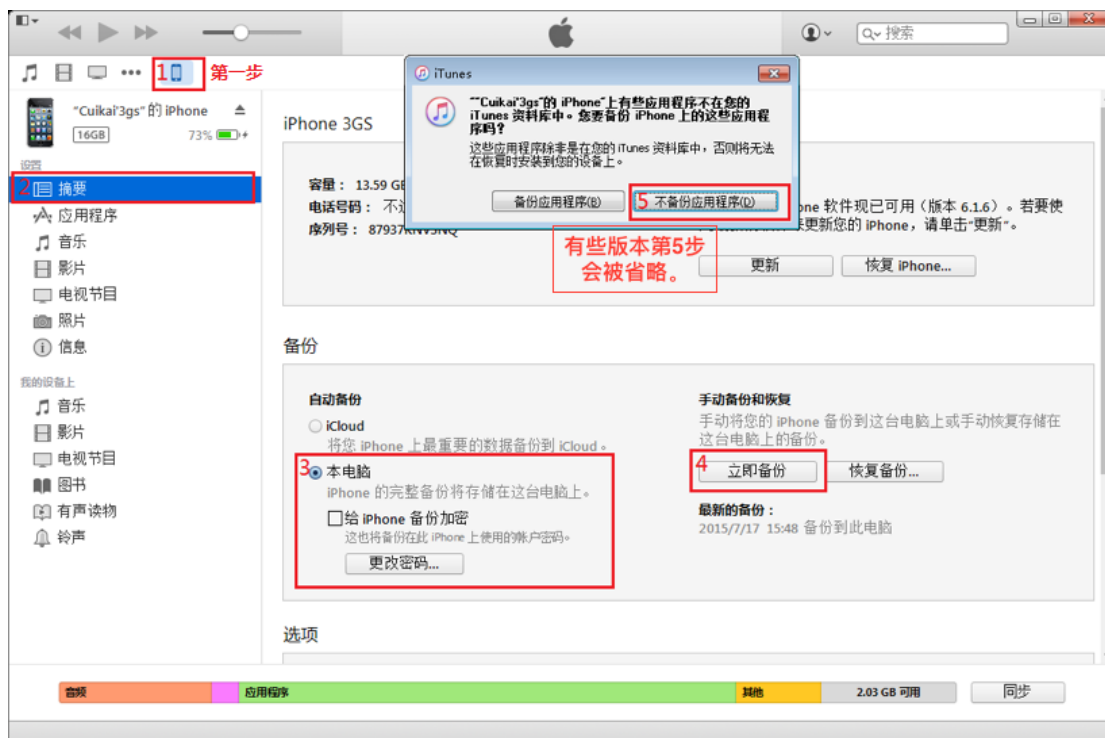 搜索
1
第一步
"Cuikai'3gs"的 iPhone
16GB
73%
设置
2
摘要
应用程序
音乐
影片
电视节目
照片
信息
我的设备上
音乐
影片
电视节目
图书
有声读物
铃声
iTunes
""Cuikai'3gs"的 iPhone"上有些应用程序不在您的
iTunes 资料库中。您要备份 iPhone 上的这些应用程
序吗?
这些应用程序除非是在您的 iTunes 资料库中，否则将无法
在恢复时安装到您的设备上。
备份应用程序(B)
5
不备份应用程序(D)
有些版本第5步
会被省略。
iPhone 3GS
容量： 13.59 GB
电话号码： 不
序列号： 87937
软件现已可用（版本 6.1.6）。若要使
更新您的 iPhone，请单击"更新"。
更新
恢复 iPhone...
备份
自动备份
iCloud
将您 iPhone 上最重要的数据备份到 iCloud。
3
本电脑
iPhone 的完整备份将存储在这台电脑上。
给 iPhone 备份加密
这也将备份在此 iPhone 上使用的帐户密码。
更改密码...
手动备份和恢复
手动将您的 iPhone 备份到这台电脑上或手动恢复存储在
这台电脑上的备份。
4
立即备份
恢复备份...
最新的备份：
2015/7/17 15:48 备份到此电脑
选项
音频
应用程序
其他
2.03 GB 可用
同步